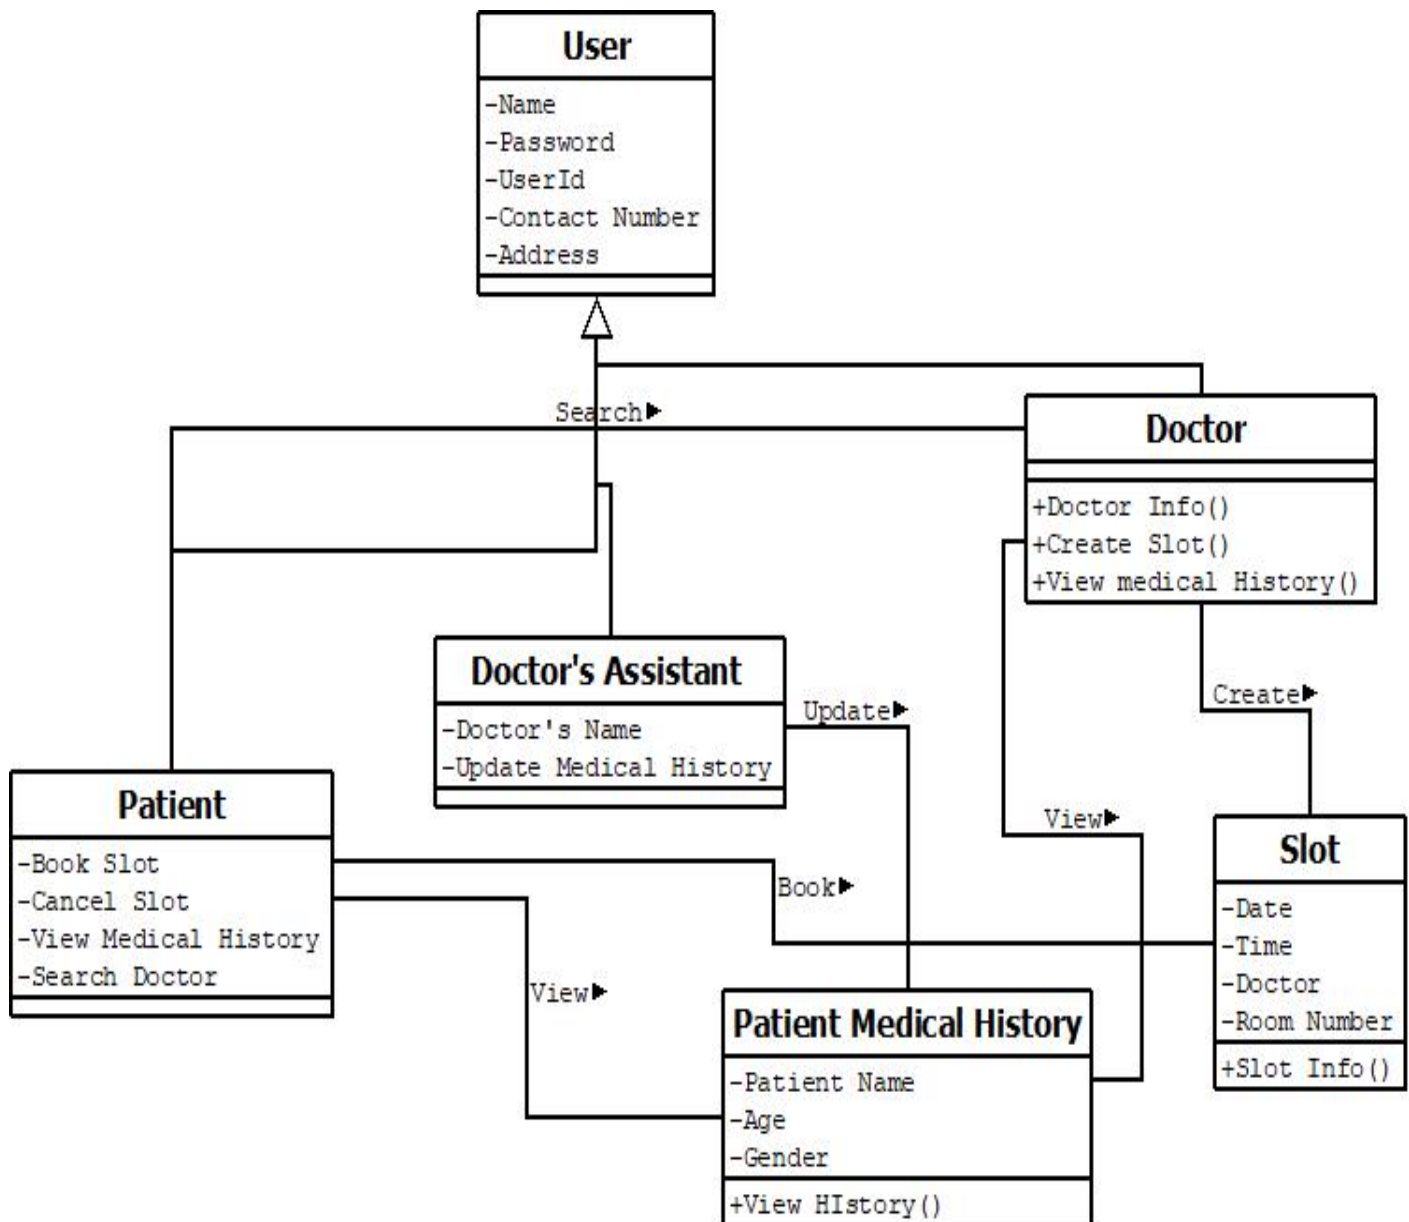 User
-Name
-Password
-UserId
-Contact Number
-Address
Search▶
Doctor
+Doctor Info()
+Create Slot()
+View medical History()
Doctor's Assistant
-Doctor's Name
-Update Medical History
Update▶
Create▶
Patient
-Book Slot
-Cancel Slot
-View Medical History
-Search Doctor
Book▶
View▶
View▶
Slot
-Date
-Time
-Doctor
-Room Number
+Slot Info()
Patient Medical History
-Patient Name
-Age
-Gender
+View HIstory()